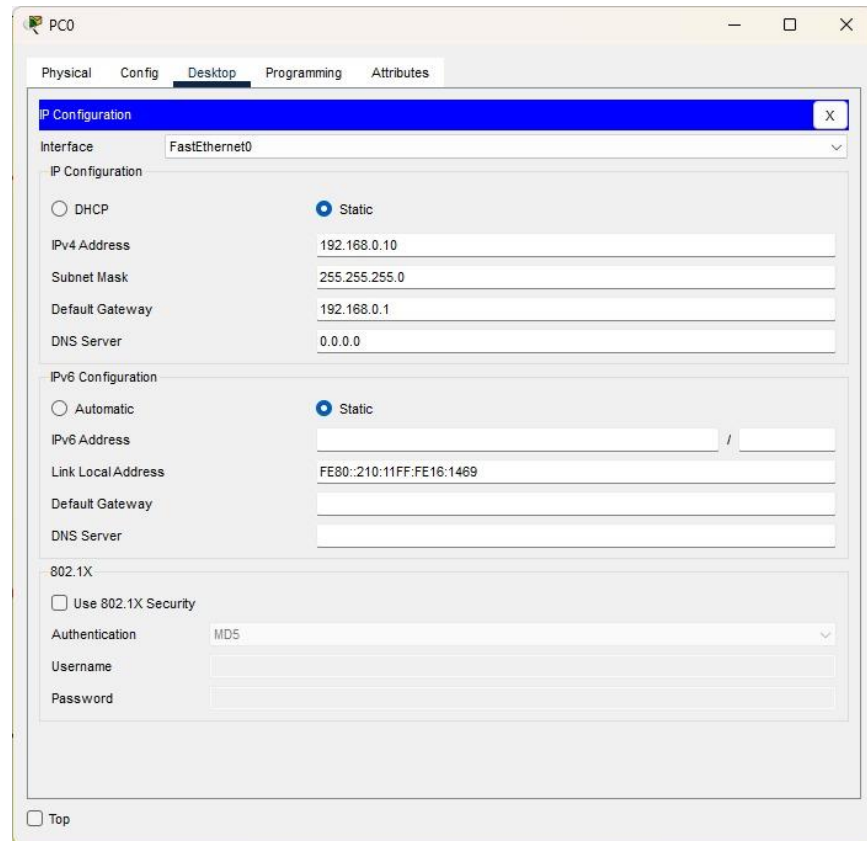 PC0
Physical Config Desktop Programming Attributes
IP Configuration X
Interface FastEthernet0
IP Configuration
DHCP Static
IPv4 Address 192.168.0.10
Subnet Mask 255.255.255.0
Default Gateway 192.168.0.1
DNS Server 0.0.0.0
IPv6 Configuration
Automatic Static
IPv6 Address /
Link Local Address FE80::210:11FF:FE16:1469
Default Gateway
DNS Server
802.1X
Use 802.1X Security
Authentication MD5
Username
Password
Top